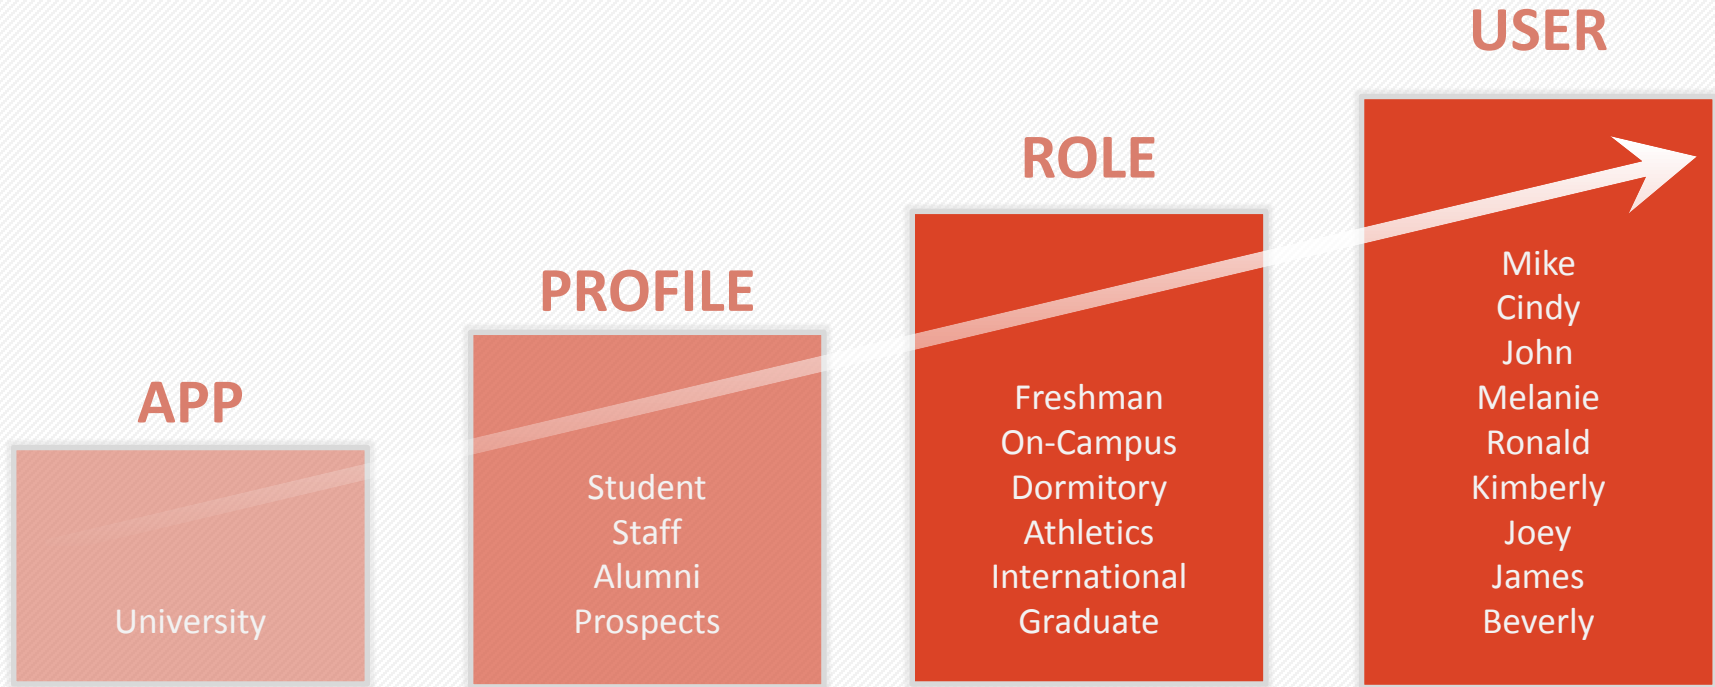 APP
University
PROFILE
Student
Staff
Alumni
Prospects
ROLE
Freshman
On-Campus
Dormitory
Athletics
International
Graduate
USER
Mike
Cindy
John
Melanie
Ronald
Kimberly
Joey
James
Beverly